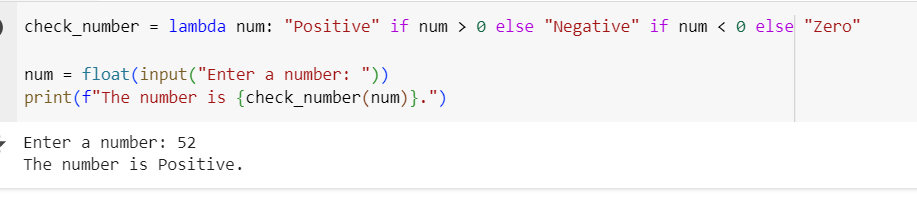 check_number = lambda num: "Positive" if num > 0 else "Negative" if num < 0 else "Zero"
num = float(input("Enter a number: "))
print(f"The number is {check_number(num)}.")
Enter a number: 52
The number is Positive.